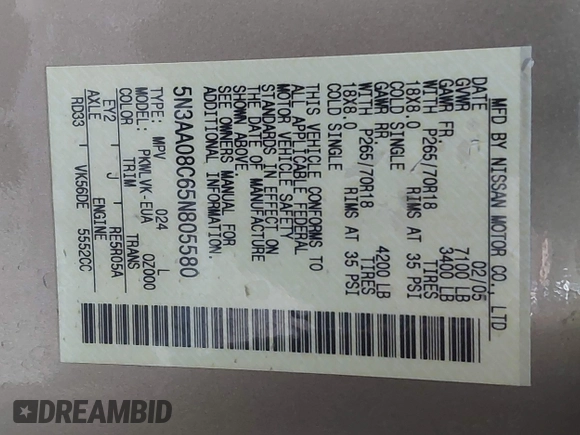 MFD BY NISSAN MOTOR CO., LTD
02/05
GVWR 7100 LB
GAWR FR. 3400 LB
WITH P265/70R18 TIRES
18X8.0 RIMS AT 35 PSI
COLD SINGLE
GAWR RR. 4200 LB
WITH P265/70R18 TIRES
18X8.0 RIMS AT 35 PSI
COLD SINGLE
THIS VEHICLE CONFORMS TO
ALL APPLICABLE FEDERAL
MOTOR VEHICLE SAFETY
STANDARDS IN EFFECT ON
THE DATE OF MANUFACTURE
SHOWN ABOVE
SEE OWNERS MANUAL FOR
ADDITIONAL INFORMATION.
5N3AA08C65N805580
TYPE: MPV 024 L
MODEL: PKWLVK-EUA OZ000
COLOR TRIM TRANS
EY2 J RE5R05A
AXLE ENGINE
RD33 VK56DE 55520C
DREAMBID